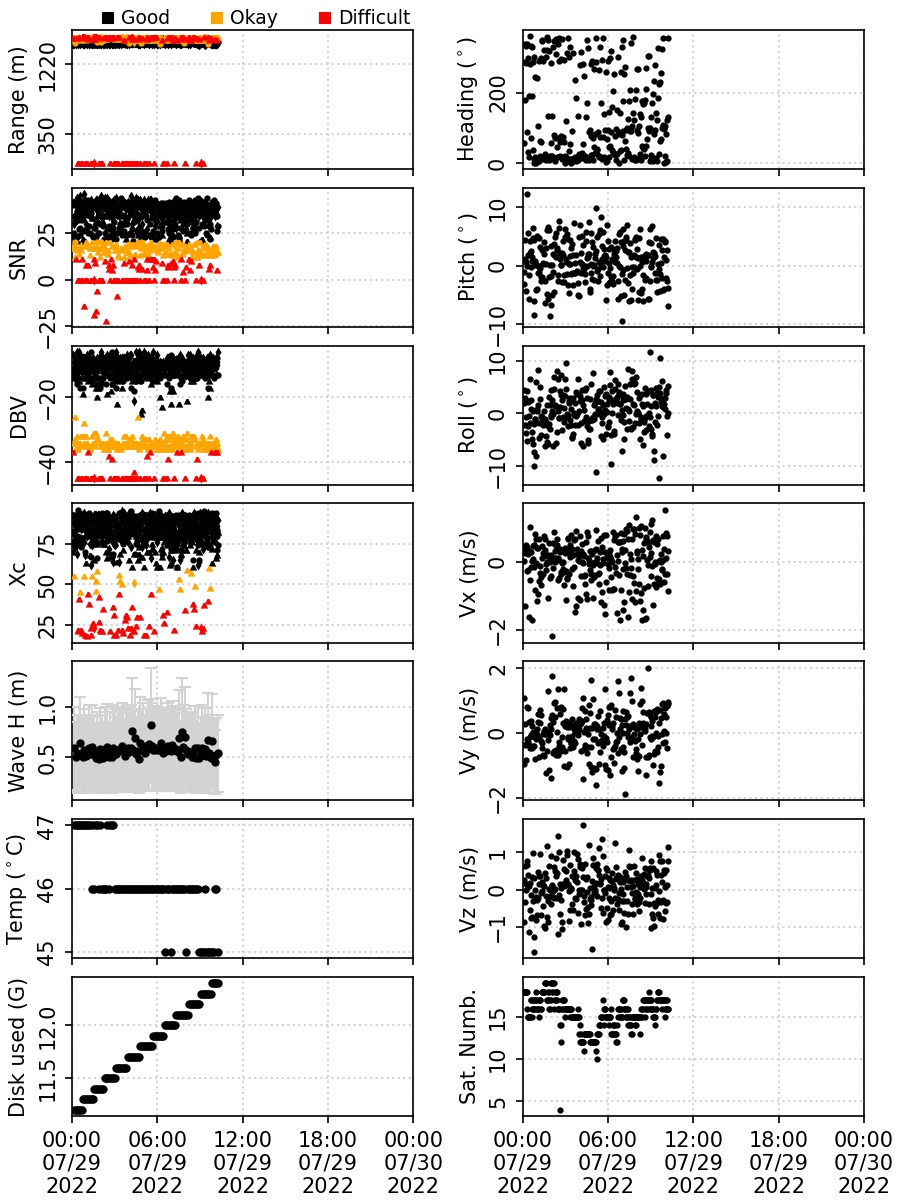 Good Okay Difficult
Range (m)
1220
350
Heading (°)
200
0
SNR
25
0
−25
Pitch (°)
10
0
−10
DBV
−20
−40
Roll (°)
10
0
−10
Xc
75
50
25
Vx (m/s)
0
−2
Wave H (m)
1.0
0.5
Vy (m/s)
2
0
−2
Temp (°C)
47
46
45
Vz (m/s)
1
0
−1
Disk used (G)
12.0
11.5
Sat. Numb.
15
10
5
00:00 06:00 12:00 18:00 00:00
07/29 07/29 07/29 07/29 07/30
2022 2022 2022 2022 2022
00:00 06:00 12:00 18:00 00:00
07/29 07/29 07/29 07/29 07/30
2022 2022 2022 2022 2022